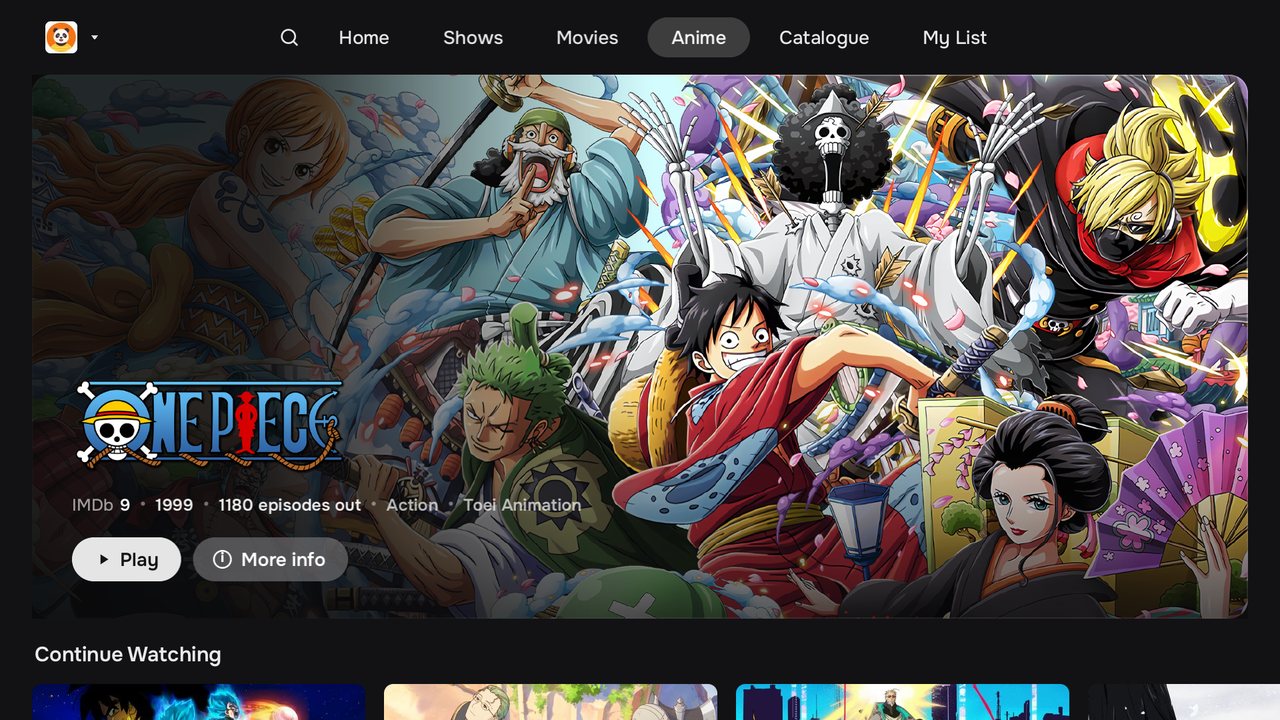 Home Shows Movies Anime Catalogue My List
ONE PIECE
IMDb 9 • 1999 • 1180 episodes out • Action • Toei Animation
Play More info
Continue Watching